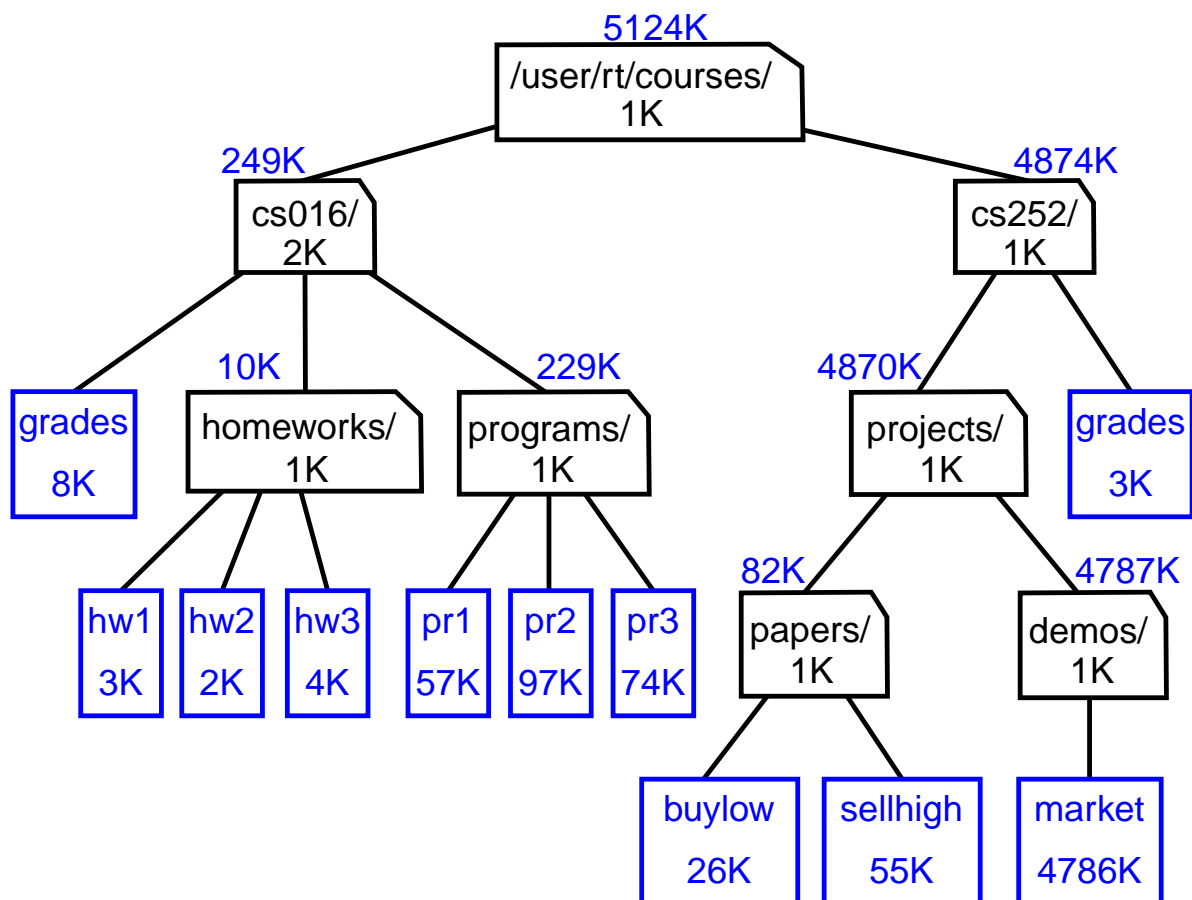 5124K
/user/rt/courses/
1K
249K
4874K
cs016/
2K
cs252/
1K
10K
229K
4870K
grades
8K
homeworks/
1K
programs/
1K
projects/
1K
grades
3K
82K
4787K
hw1
3K
hw2
2K
hw3
4K
pr1
57K
pr2
97K
pr3
74K
papers/
1K
demos/
1K
buylow
26K
sellhigh
55K
market
4786K